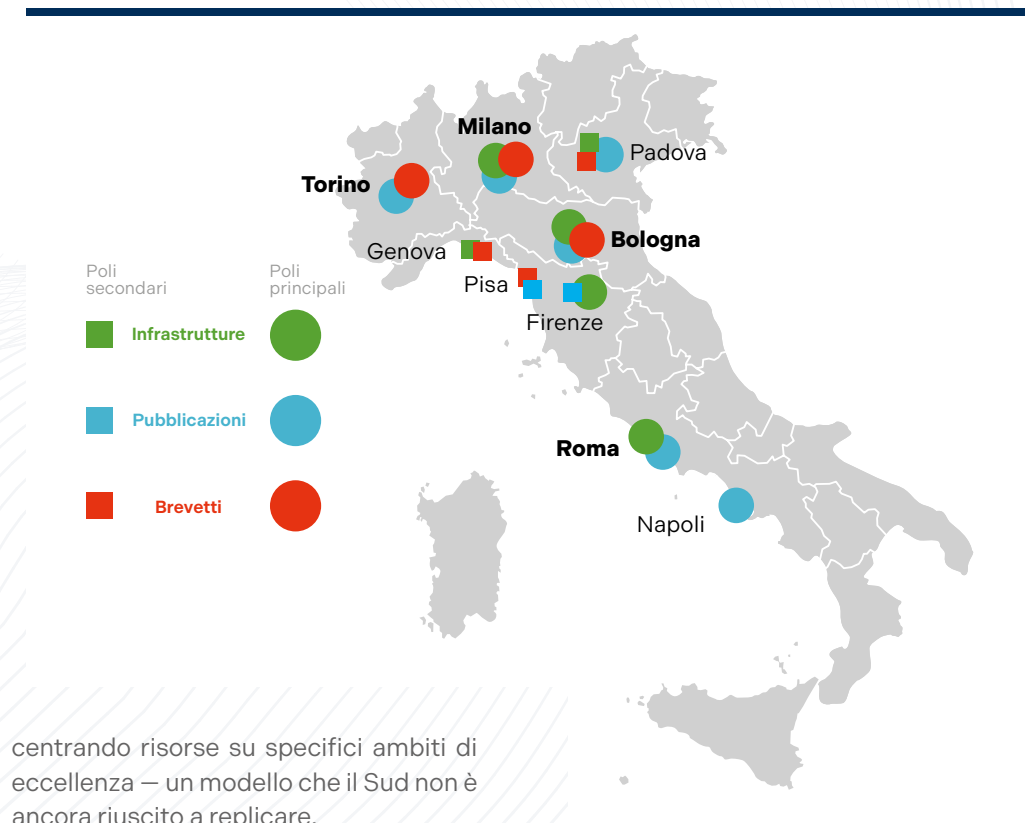 Milano
Padova
Torino
Bologna
Genova
Pisa
Firenze
Poli
secondari
Poli
principali
Infrastrutture
Pubblicazioni
Brevetti
Roma
Napoli
centrando risorse su specifici ambiti di
eccellenza — un modello che il Sud non è
ancora riuscito a replicare.